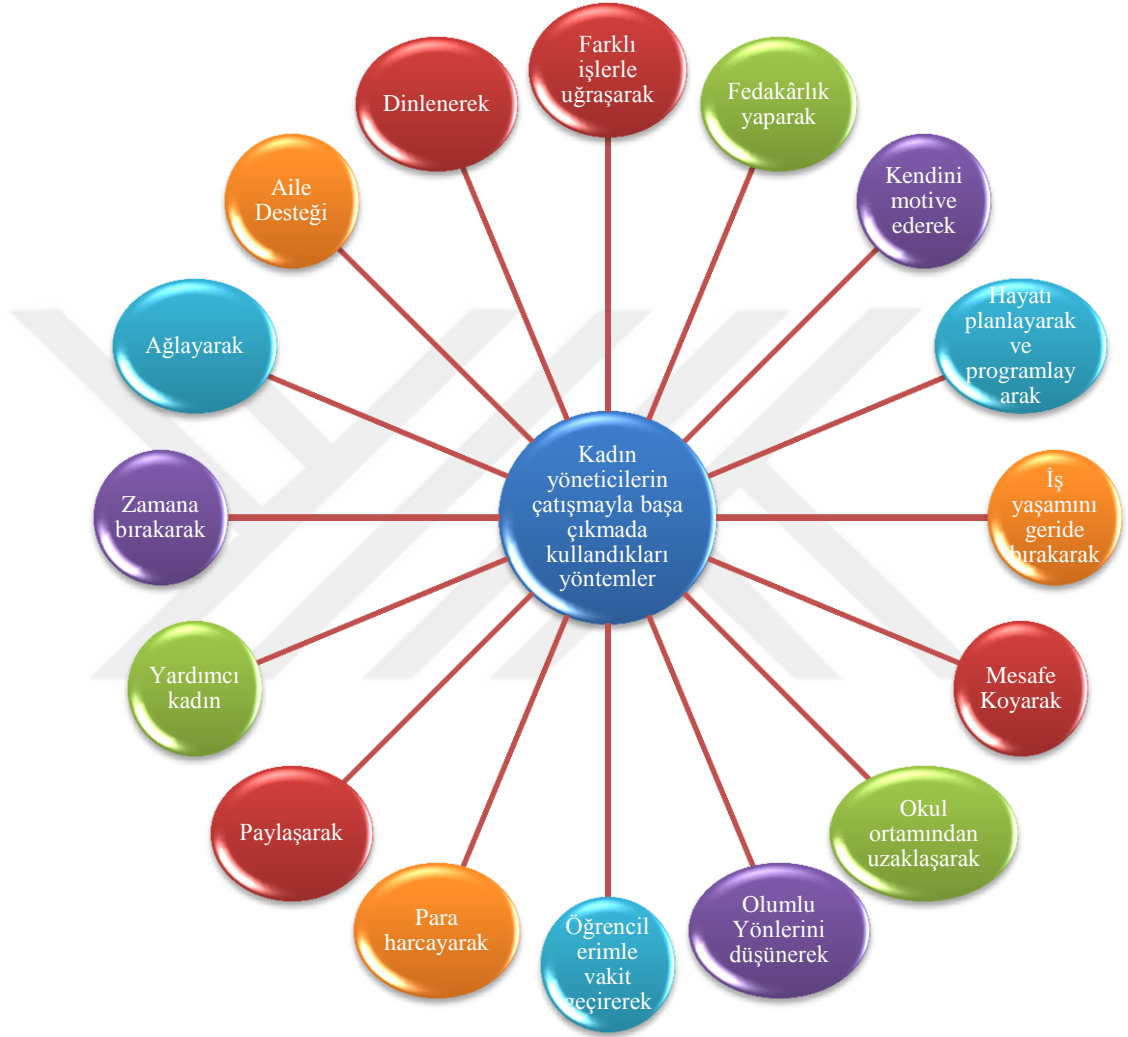 Farklı
işlerle
uğraşarak
Fedakârlık
yaparak
Kendini
motive
ederek
Hayatı
planlayarak
ve
programlay
arak
İş
yaşamını
geride
bırakarak
Mesafe
Koyarak
Okul
ortamından
uzaklaşarak
Olumlu
Yönlerini
düşünerek
Öğrencil
erimle
vakit
geçirerek
Para
harcayarak
Paylaşarak
Yardımcı
kadın
Zamana
bırakarak
Ağlayarak
Aile
Desteği
Dinlenerek
Kadın
yöneticilerin
çatışmayla başa
çıkmada
kullandıkları
yöntemler